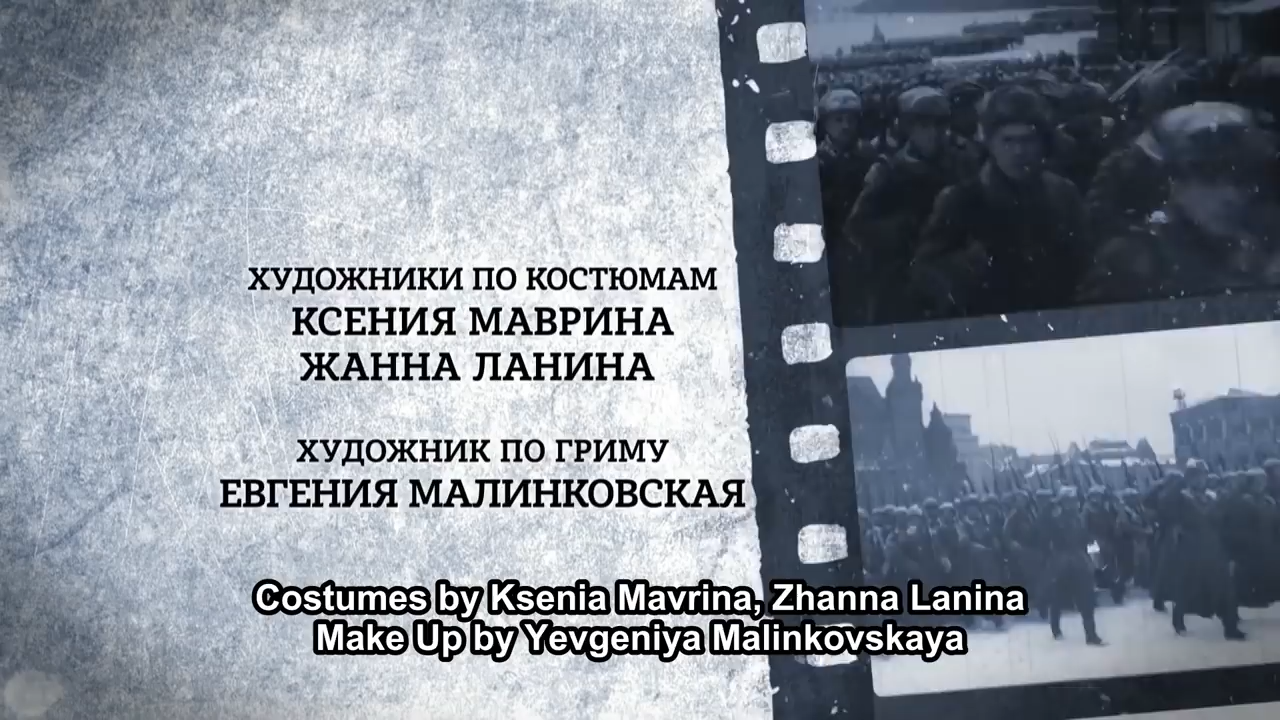 ХУДОЖНИКИ ПО КОСТЮМАМ
КСЕНИЯ МАВРИНА
ЖАННА ЛАНИНА
ХУДОЖНИК ПО ГРИМУ
ЕВГЕНИЯ МАЛИНКОВСКАЯ
Costumes by Ksenia Mavrina, Zhanna Lanina
Make Up by Yevgeniya Malinkovskaya